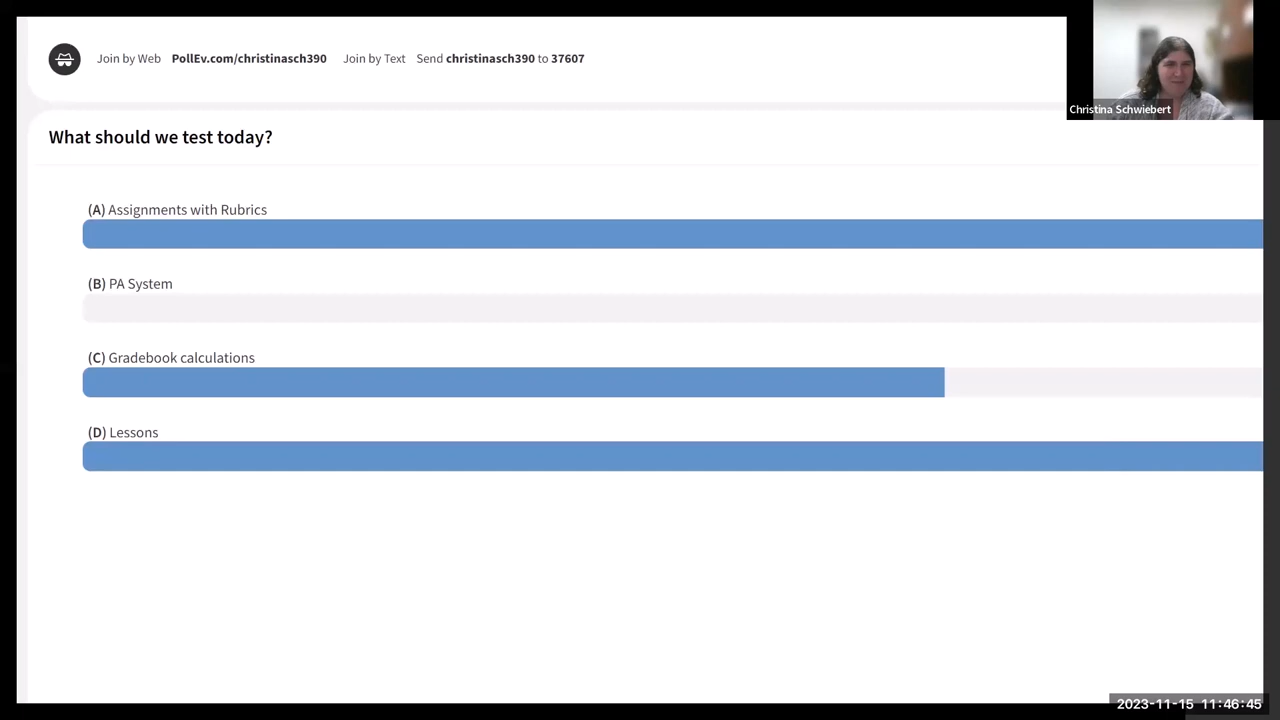 Join by Web PollEv.com/christinasch390 Join by Text Send christinasch390 to 37607
Christina Schwiebert
What should we test today?
(A) Assignments with Rubrics
(B) PA System
(C) Gradebook calculations
(D) Lessons
2023-11-15 11:46:45